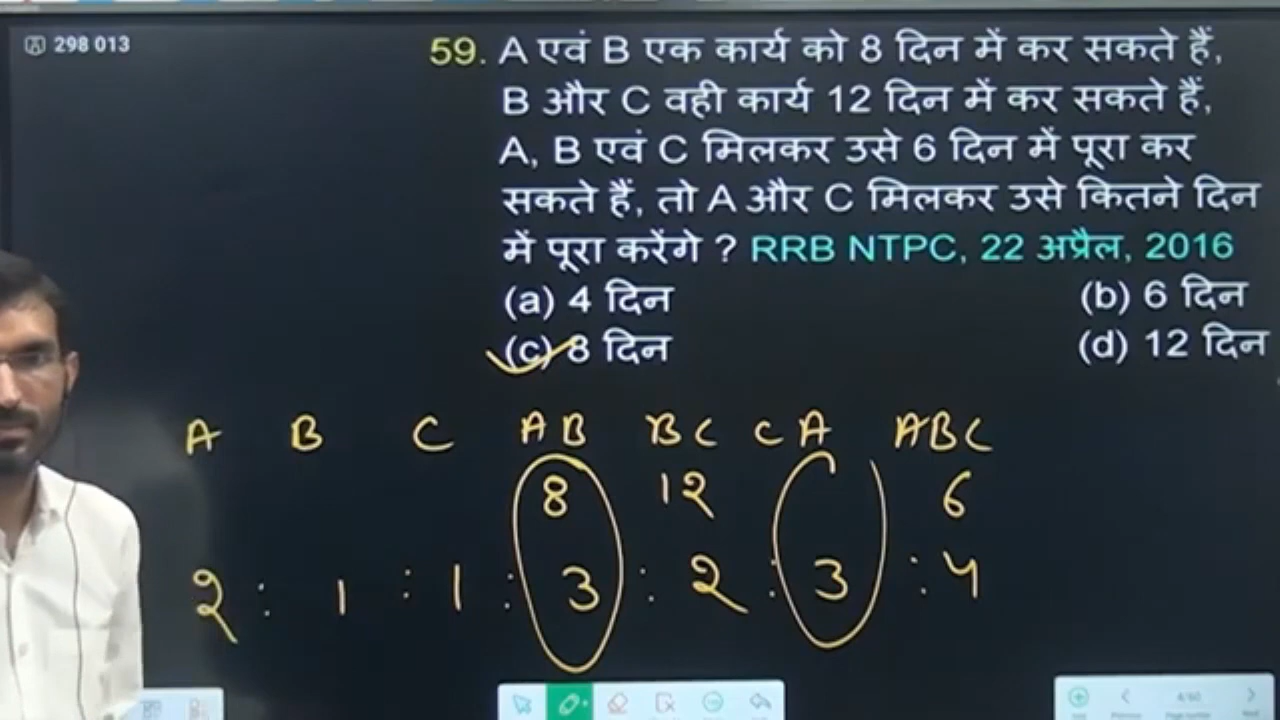 298 013
59. A एवं B एक कार्य को 8 दिन में कर सकते हैं,
B और C वही कार्य 12 दिन में कर सकते हैं,
A, B एवं C मिलकर उसे 6 दिन में पूरा कर
सकते हैं, तो A और C मिलकर उसे कितने दिन
में पूरा करेंगे ? RRB NTPC, 22 अप्रैल, 2016
(a) 4 दिन (b) 6 दिन
(c) 8 दिन (d) 12 दिन
A B C AB BC CA ABC
8 12 6
2 : 1 : 1 : 3 : 2 : 3 : 4
4/50